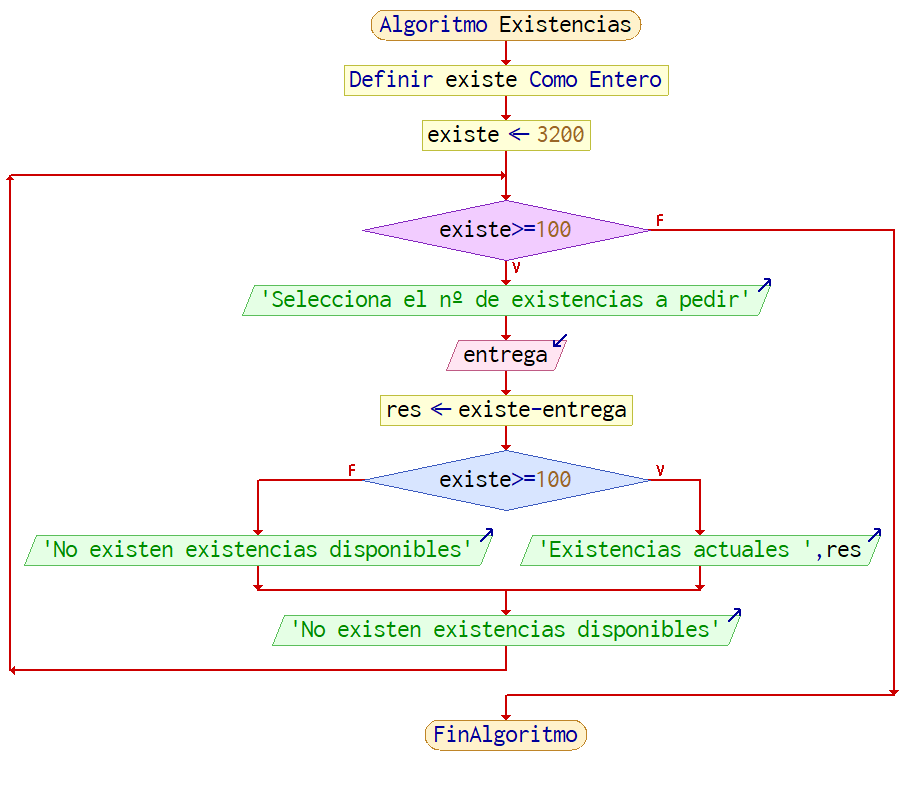 Algoritmo Existencias
Definir existe Como Entero
existe ← 3200
existe>=100
F
V
'Selecciona el nº de existencias a pedir'
entrega
res ← existe-entrega
existe>=100
F
V
'No existen existencias disponibles'
'Existencias actuales ',res
'No existen existencias disponibles'
FinAlgoritmo